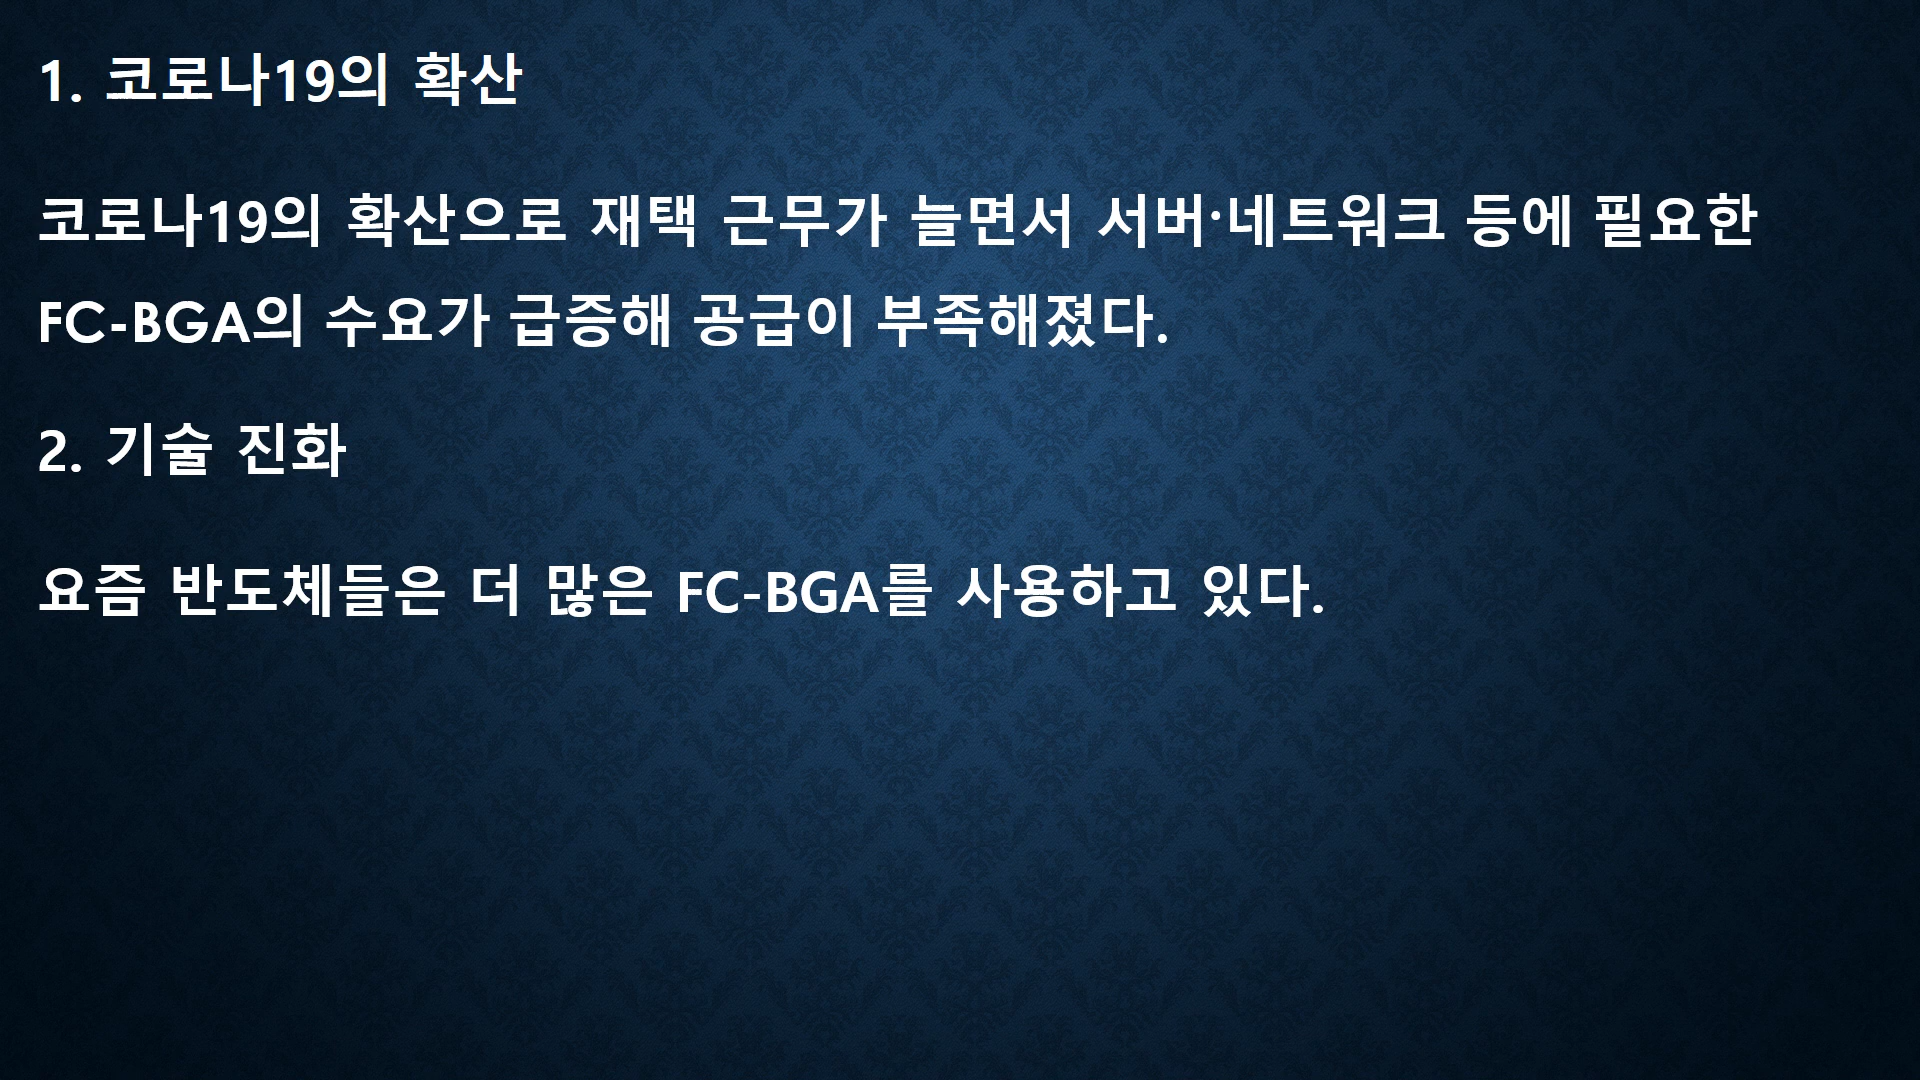 1. 코로나19의 확산
코로나19의 확산으로 재택 근무가 늘면서 서버·네트워크 등에 필요한
FC-BGA의 수요가 급증해 공급이 부족해졌다.
2. 기술 진화
요즘 반도체들은 더 많은 FC-BGA를 사용하고 있다.